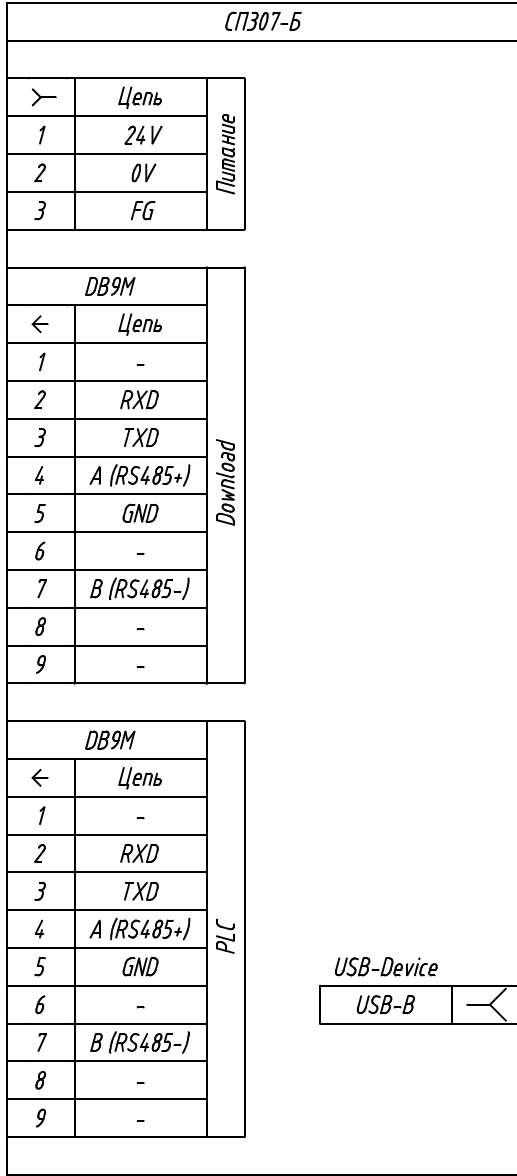 СП307-Б
Цепь
1 24V
2 0V
3 FG
Питание
DB9M
Цепь
1 -
2 RXD
3 TXD
4 A (RS485+)
5 GND
6 -
7 B (RS485-)
8 -
9 -
Download
DB9M
Цепь
1 -
2 RXD
3 TXD
4 A (RS485+)
5 GND
6 -
7 B (RS485-)
8 -
9 -
PLC
USB-Device
USB-B